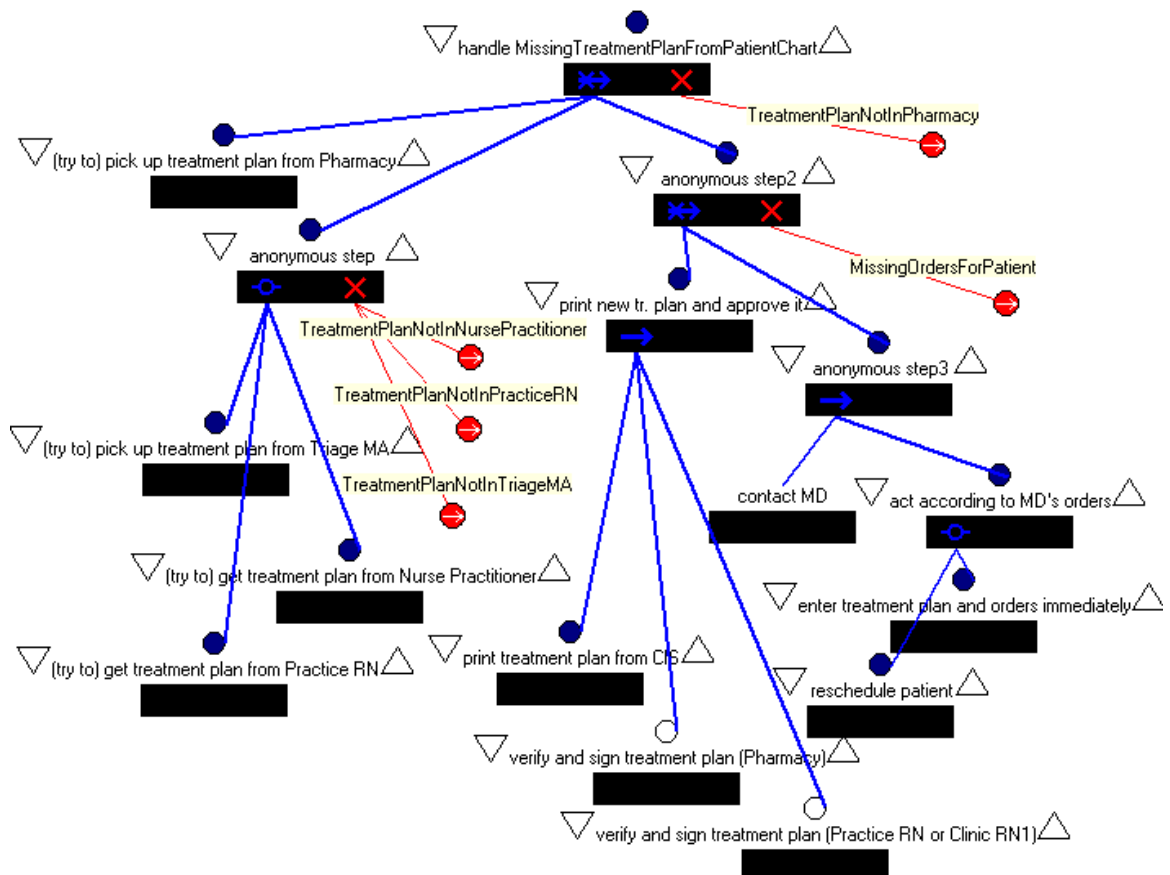 handle MissingTreatmentPlanFromPatientChart
TreatmentPlanNotInPharmacy
(try to) pick up treatment plan from Pharmacy
anonymous step2
anonymous step
MissingOrdersForPatient
print new tr. plan and approve it
TreatmentPlanNotInNursePractitioner
anonymous step3
TreatmentPlanNotInPracticeRN
(try to) pick up treatment plan from Triage MA
TreatmentPlanNotInTriageMA
contact MD
act according to MD's orders
(try to) get treatment plan from Nurse Practitioner
enter treatment plan and orders immediately
(try to) get treatment plan from Practice RN
print treatment plan from CIS
reschedule patient
verify and sign treatment plan (Pharmacy)
verify and sign treatment plan (Practice RN or Clinic RN1)